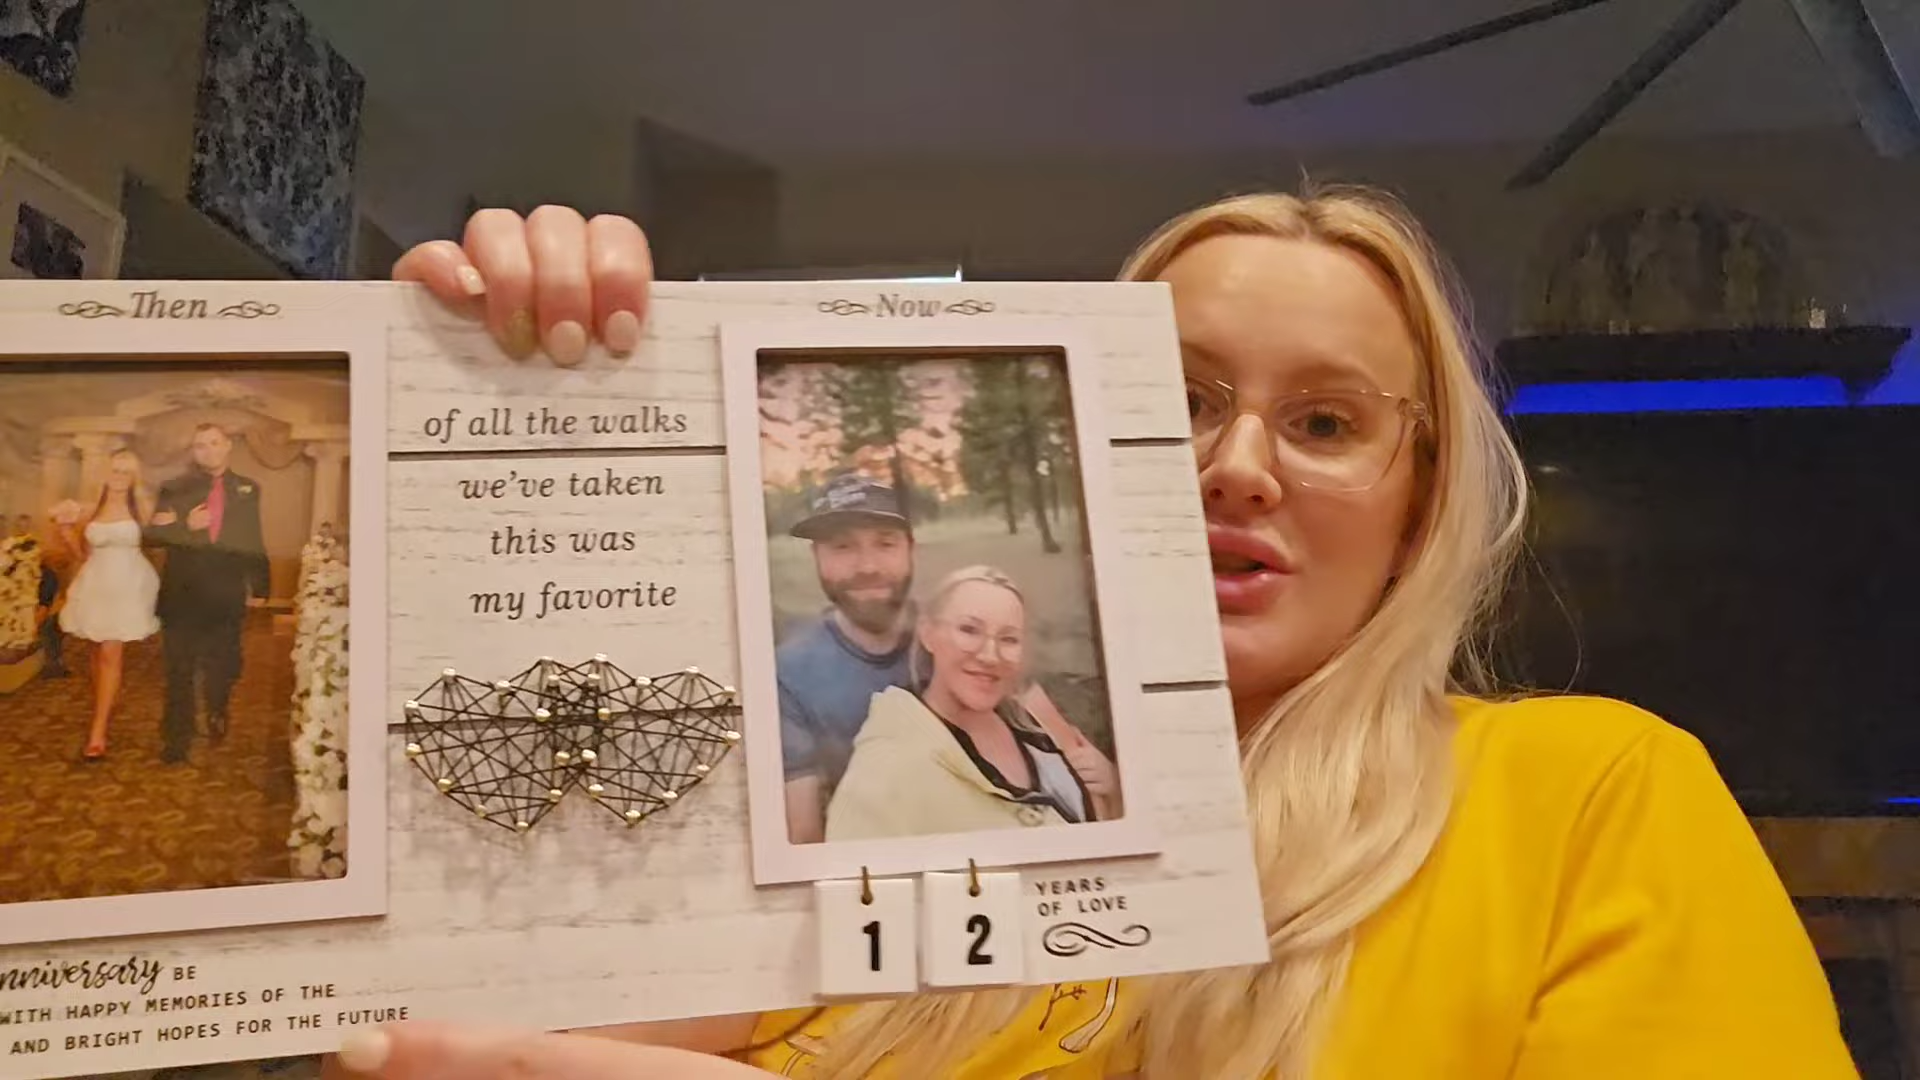 Then
Now
of all the walks
we've taken
this was
my favorite
1 2
YEARS
OF LOVE
BE
WITH HAPPY MEMORIES OF THE
AND BRIGHT HOPES FOR THE FUTURE